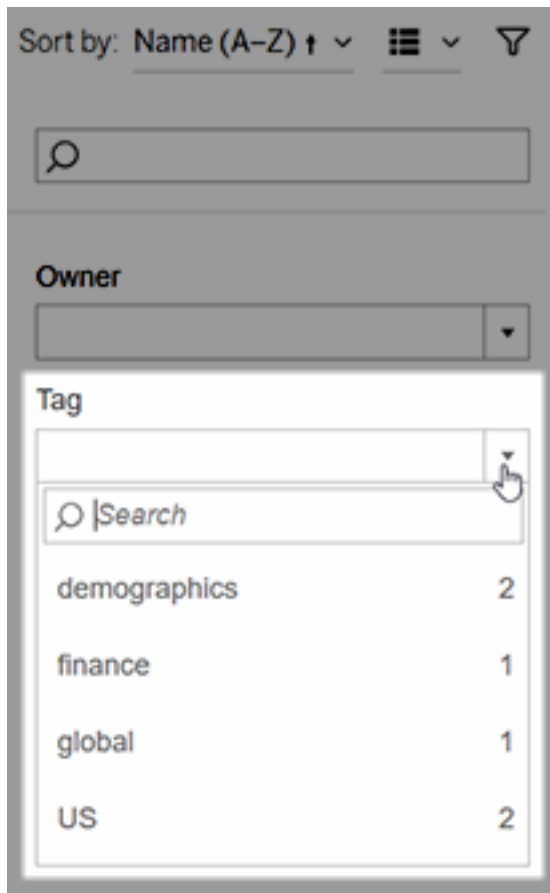 Sort by: Name (A–Z) ↑
Owner
Tag
Search
demographics 2
finance 1
global 1
US 2